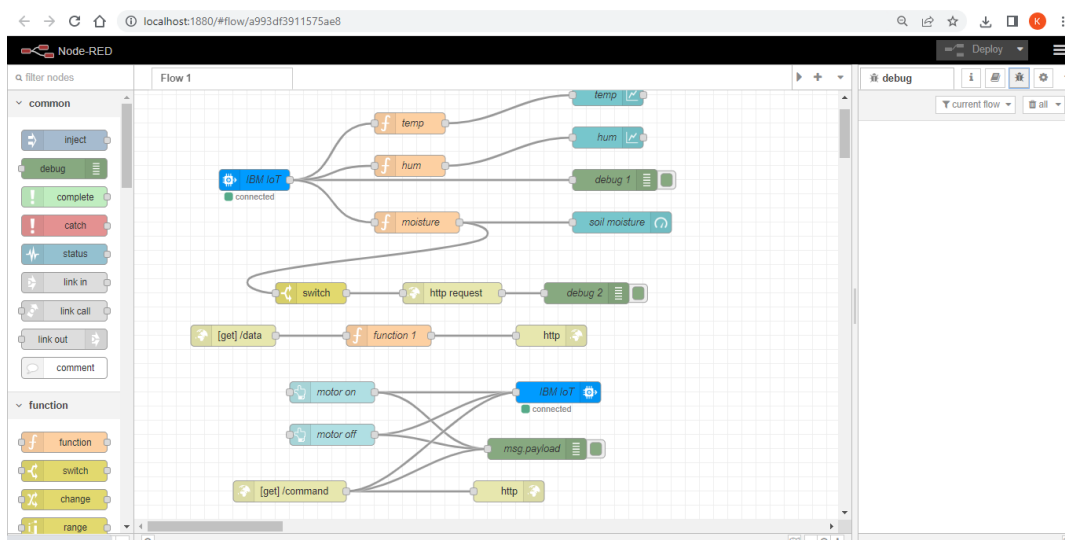 localhost:1880/#flow/a993df3911575ae8
K
Node-RED
Deploy
filter nodes
Flow 1
debug
i
current flow
all
common
inject
debug
complete
catch
status
link in
link call
link out
comment
function
function
switch
change
range
temp
temp
hum
hum
IBM IoT
connected
debug 1
moisture
soil moisture
switch
http request
debug 2
[get] /data
function 1
http
motor on
IBM IoT
connected
motor off
msg.payload
[get] /command
http